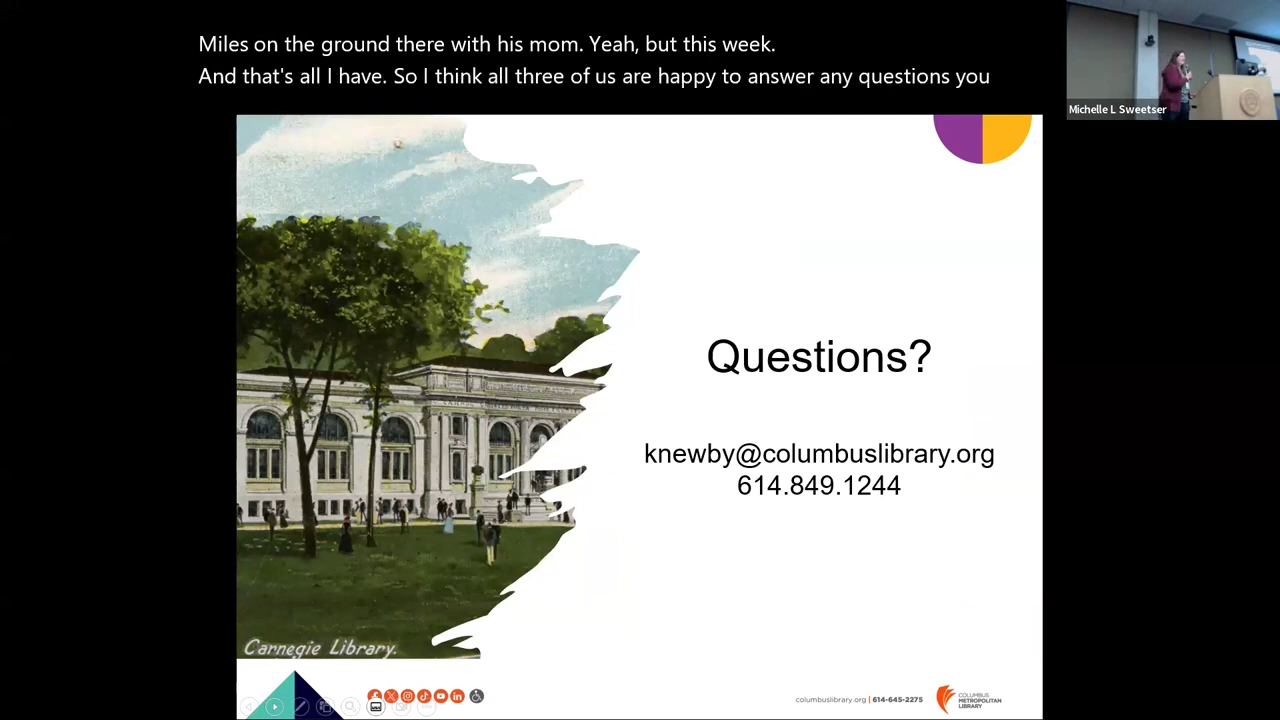 Miles on the ground there with his mom. Yeah, but this week.
And that's all I have. So I think all three of us are happy to answer any questions you
Michelle L Sweetser
Questions?
knewby@columbuslibrary.org
614.849.1244
Carnegie Library.
columbuslibrary.org | 614-645-2275
COLUMBUS
METROPOLITAN
LIBRARY